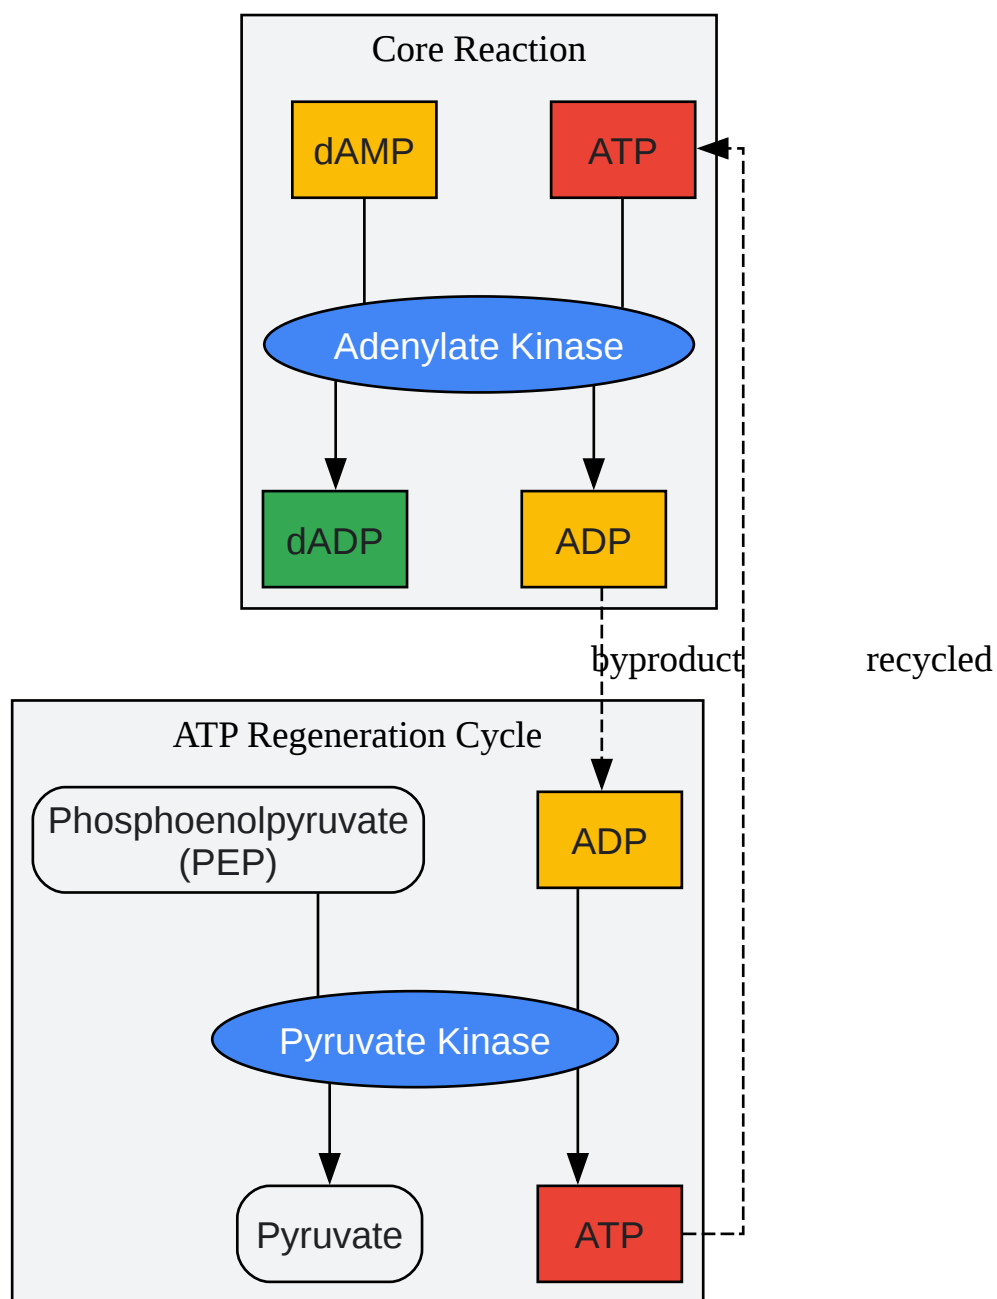 Core Reaction
dAMP
ATP
Adenylate Kinase
dADP
ADP
byproduct
recycled
ATP Regeneration Cycle
Phosphoenolpyruvate
(PEP)
ADP
Pyruvate Kinase
Pyruvate
ATP